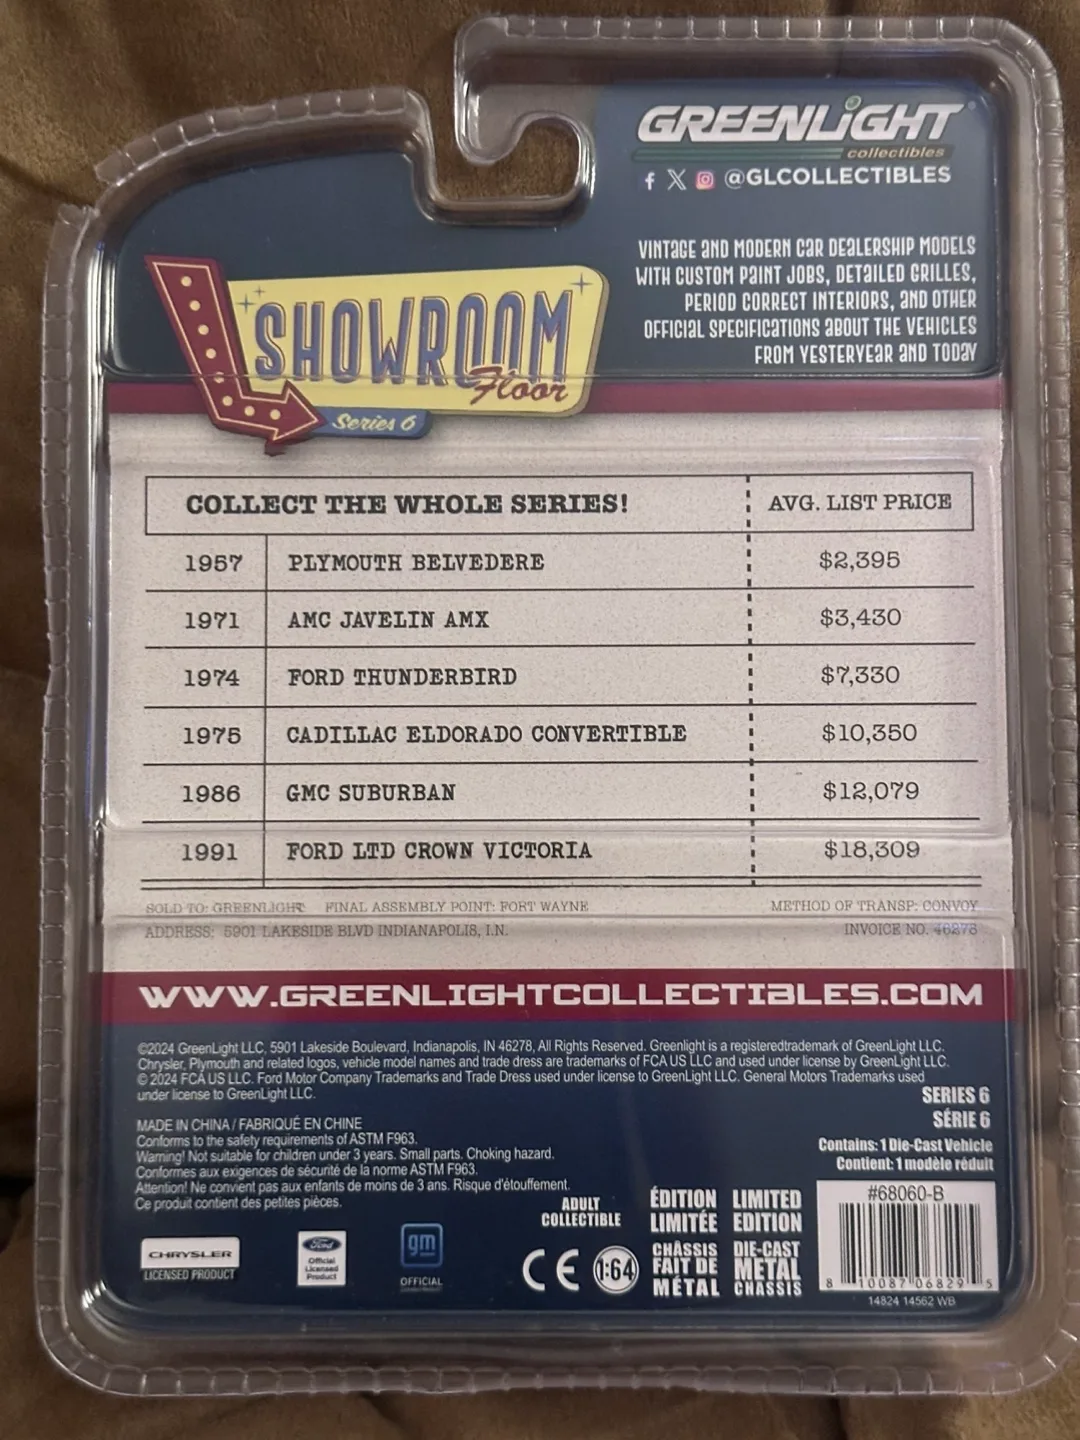 GREENLiGHT®
collectibles
@GLCOLLECTIBLES
VINTAGE AND MODERN CAR DEALERSHIP MODELS
WITH CUSTOM PAINT JOBS, DETAILED GRILLES,
PERIOD CORRECT INTERIORS, AND OTHER
OFFICIAL SPECIFICATIONS ABOUT THE VEHICLES
FROM YESTERYEAR AND TODAY
SHOWROOM
Floor
Series 6
COLLECT THE WHOLE SERIES! AVG. LIST PRICE
1957 PLYMOUTH BELVEDERE $2,395
1971 AMC JAVELIN AMX $3,430
1974 FORD THUNDERBIRD $7,330
1975 CADILLAC ELDORADO CONVERTIBLE $10,350
1986 GMC SUBURBAN $12,079
1991 FORD LTD CROWN VICTORIA $18,309
SOLD TO: GREENLIGHT FINAL ASSEMBLY POINT: FORT WAYNE METHOD OF TRANSP: CONVOY
ADDRESS: 5901 LAKESIDE BLVD INDIANAPOLIS, I.N. INVOICE NO. 46278
WWW.GREENLIGHTCOLLECTIBLES.COM
©2024 GreenLight LLC, 5901 Lakeside Boulevard, Indianapolis, IN 46278, All Rights Reserved. Greenlight is a registeredtrademark of GreenLight LLC.
Chrysler, Plymouth and related logos, vehicle model names and trade dress are trademarks of FCA US LLC and used under license by GreenLight LLC.
© 2024 FCA US LLC. Ford Motor Company Trademarks and Trade Dress used under license to GreenLight LLC. General Motors Trademarks used
under license to GreenLight LLC.
SERIES 6
SÉRIE 6
MADE IN CHINA / FABRIQUÉ EN CHINE
Conforms to the safety requirements of ASTM F963.
Warning! Not suitable for children under 3 years. Small parts. Choking hazard.
Conformes aux exigences de sécurité de la norme ASTM F963.
Attention! Ne convient pas aux enfants de moins de 3 ans. Risque d'étouffement.
Ce produit contient des petites pièces.
Contains: 1 Die-Cast Vehicle
Contient: 1 modèle réduit
ADULT
COLLECTIBLE
ÉDITION
LIMITÉE
LIMITED
EDITION
CHÂSSIS
FAIT DE
MÉTAL
DIE-CAST
METAL
CHASSIS
CE
1:64
#68060-B
8 10087 06829 5
14824 14562 WB
CHRYSLER
LICENSED PRODUCT
Ford
Official
Licensed
Product
gm
OFFICIAL